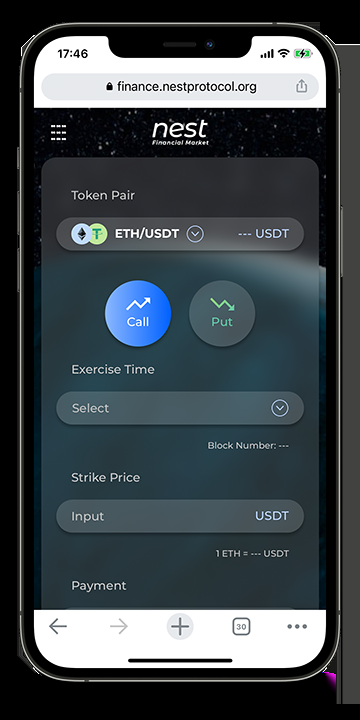 17:46
finance.nestprotocol.org
nest
Financial Market
Token Pair
ETH/USDT --- USDT
Call Put
Exercise Time
Select
Block Number: ---
Strike Price
Input USDT
1 ETH = --- USDT
Payment
30